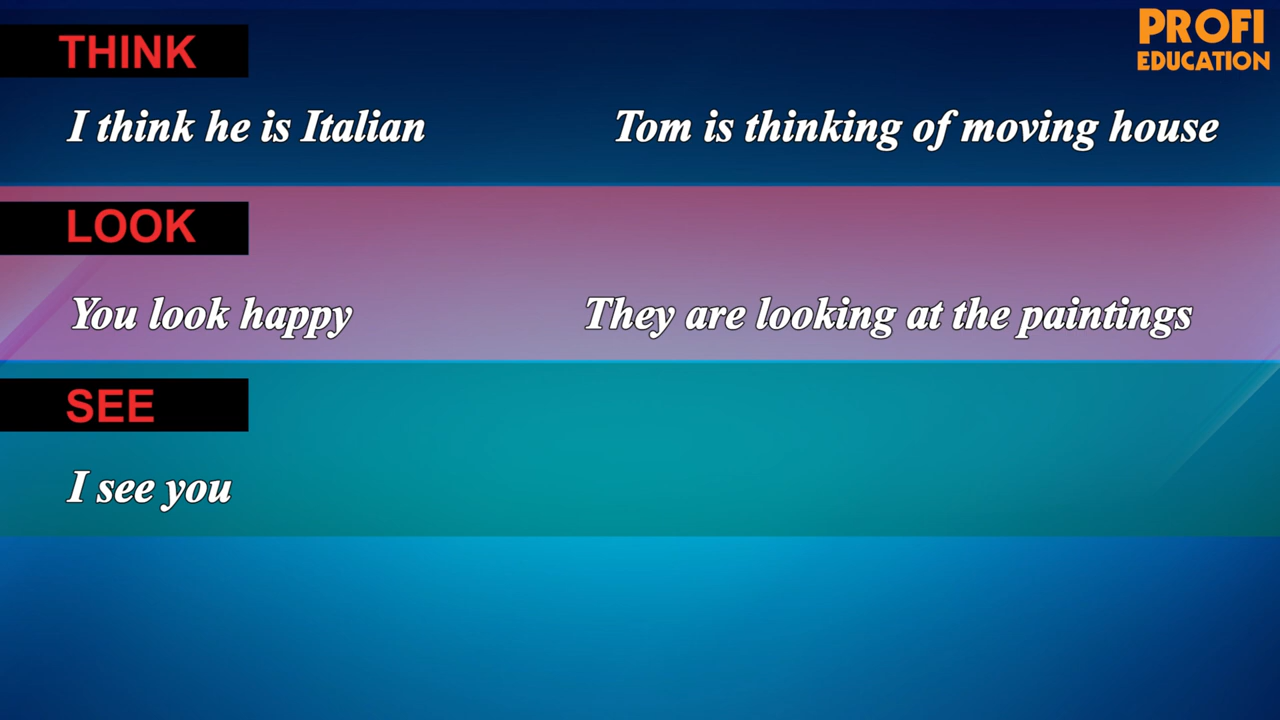 PROFI
EDUCATION
THINK
I think he is Italian
Tom is thinking of moving house
LOOK
You look happy
They are looking at the paintings
SEE
I see you